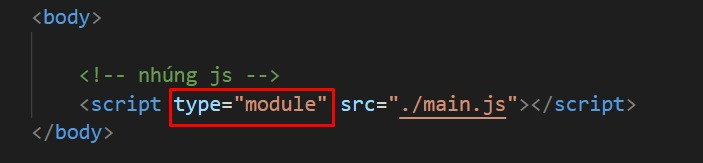 <body>
<!-- nhúng js -->
<script type="module" src="./main.js"></script>
</body>